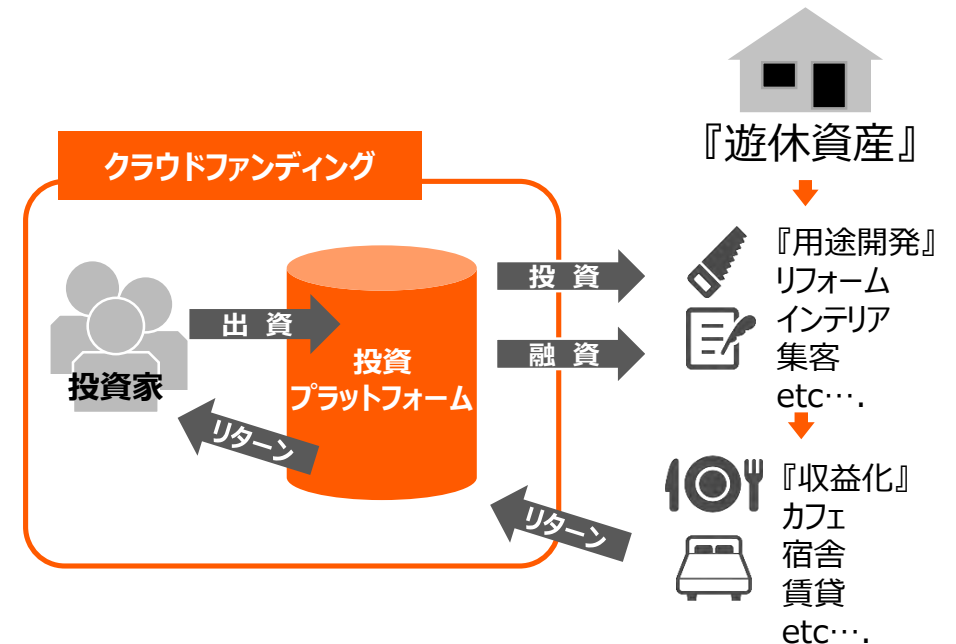 クラウドファンディング
投資家
出 資
リターン
投資
プラットフォーム
投 資
融 資
リターン
『遊休資産』
『用途開発』
リフォーム
インテリア
集客
etc….
『収益化』
カフェ
宿舎
賃貸
etc….